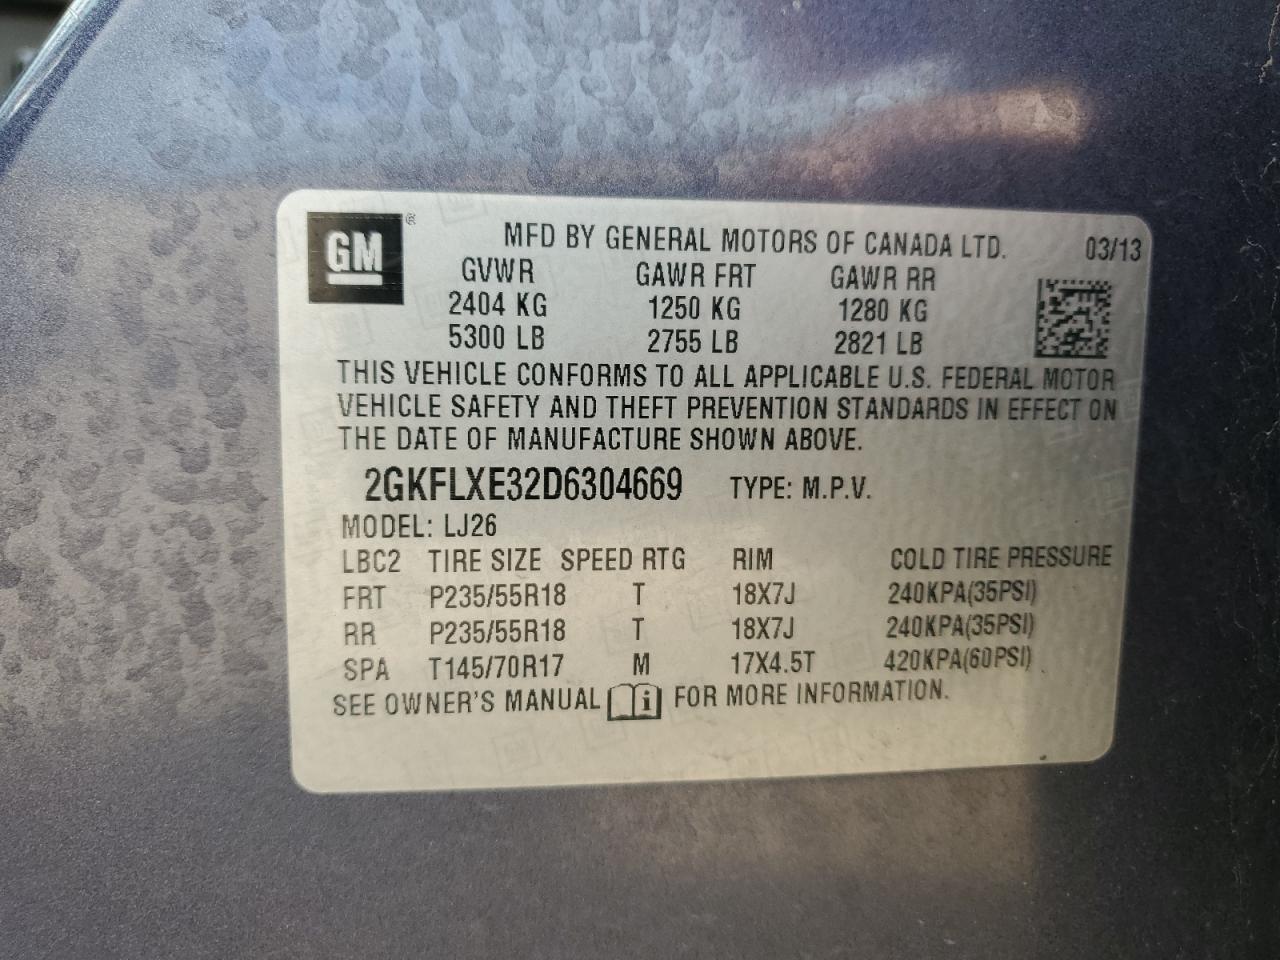 GM®
MFD BY GENERAL MOTORS OF CANADA LTD. 03/13
GVWR GAWR FRT GAWR RR
2404 KG 1250 KG 1280 KG
5300 LB 2755 LB 2821 LB
THIS VEHICLE CONFORMS TO ALL APPLICABLE U.S. FEDERAL MOTOR
VEHICLE SAFETY AND THEFT PREVENTION STANDARDS IN EFFECT ON
THE DATE OF MANUFACTURE SHOWN ABOVE.
2GKFLXE32D6304669 TYPE: M.P.V.
MODEL: LJ26
LBC2 TIRE SIZE SPEED RTG RIM COLD TIRE PRESSURE
FRT P235/55R18 T 18X7J 240KPA(35PSI)
RR P235/55R18 T 18X7J 240KPA(35PSI)
SPA T145/70R17 M 17X4.5T 420KPA(60PSI)
SEE OWNER'S MANUAL i FOR MORE INFORMATION.